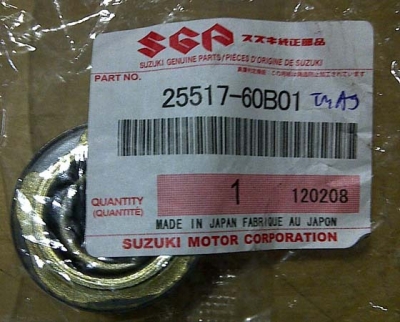 SGP スズキ純正部品
SUZUKI GENUINE PARTS/PIÈCES D'ORIGINE DE SUZUKI
PART NO.
25517-60B01
QUANTITY 1 120208
(QUANTITÉ)
MADE IN JAPAN FABRIQUE AU JAPON
SUZUKI MOTOR CORPORATION